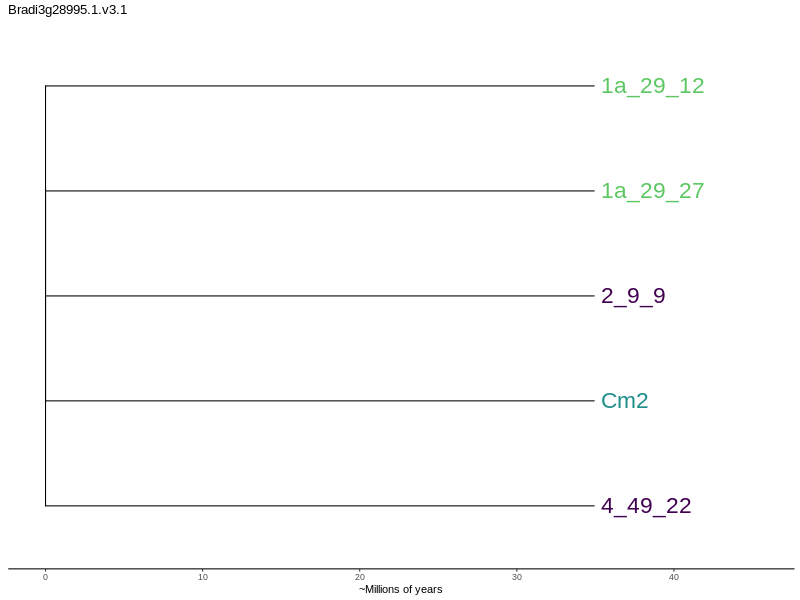 Bradi3g28995.1.v3.1
1a_29_12
1a_29_27
2_9_9
Cm2
4_49_22
0 10 20 30 40
~Millions of years